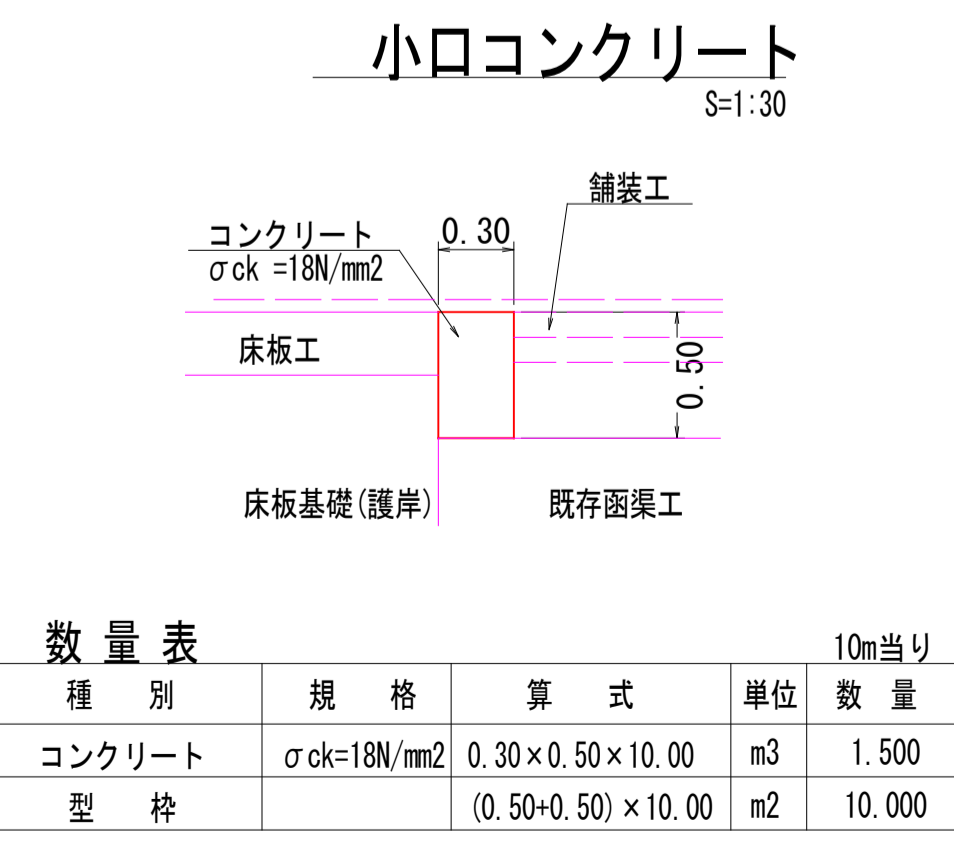 小口コンクリート
S=1:30
舗装工
コンクリート
0.30
σck =18N/mm2
床板工
0.50
床板基礎(護岸)
既存函渠工
数量表
10m当り
種 別 規 格 算 式 単位 数 量
コンクリート σck=18N/mm2 0.30×0.50×10.00 m3 1.500
型 枠 (0.50+0.50)×10.00 m2 10.000